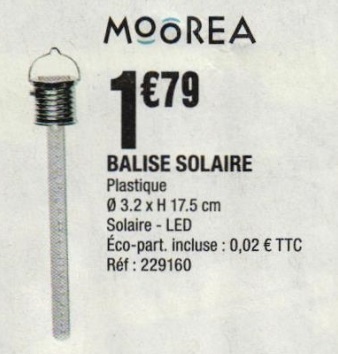 MOOREA
1€79
BALISE SOLAIRE
Plastique
Ø 3.2 x H 17.5 cm
Solaire - LED
Éco-part. incluse : 0,02 € TTC
Réf : 229160